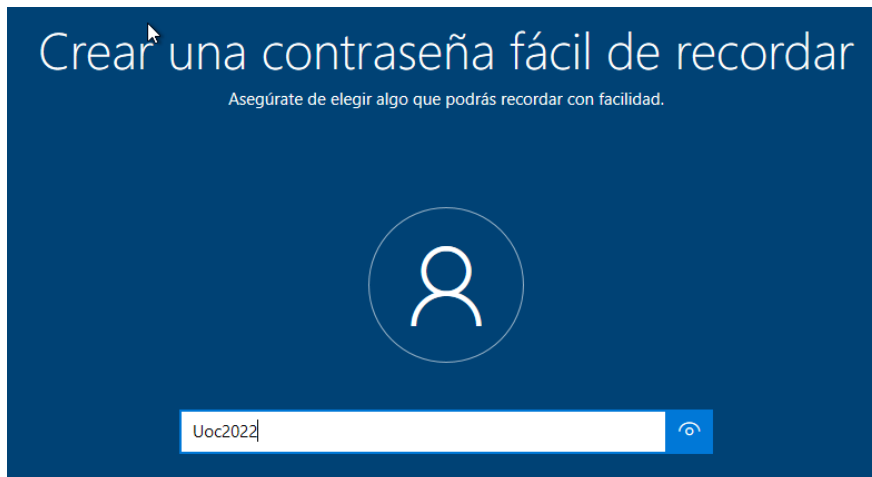 Crear una contraseña fácil de recordar
Asegúrate de elegir algo que podrás recordar con facilidad.
Uoc2022